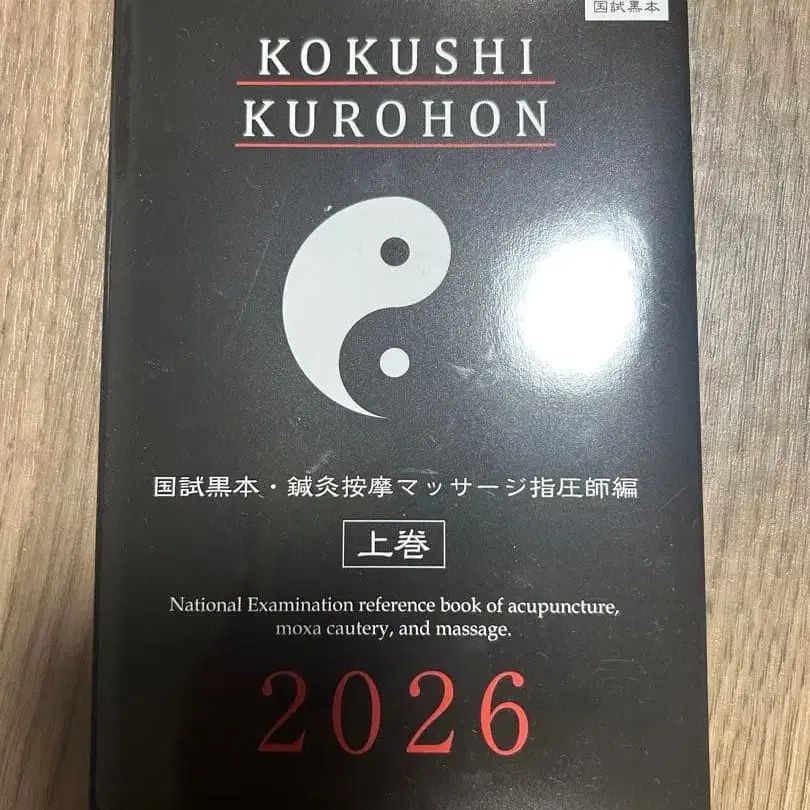 国試黒本
KOKUSHI
KUROHON
国試黒本・鍼灸按摩マッサージ指圧師編
上巻
National Examination reference book of acupuncture,
moxa cautery, and massage.
2026